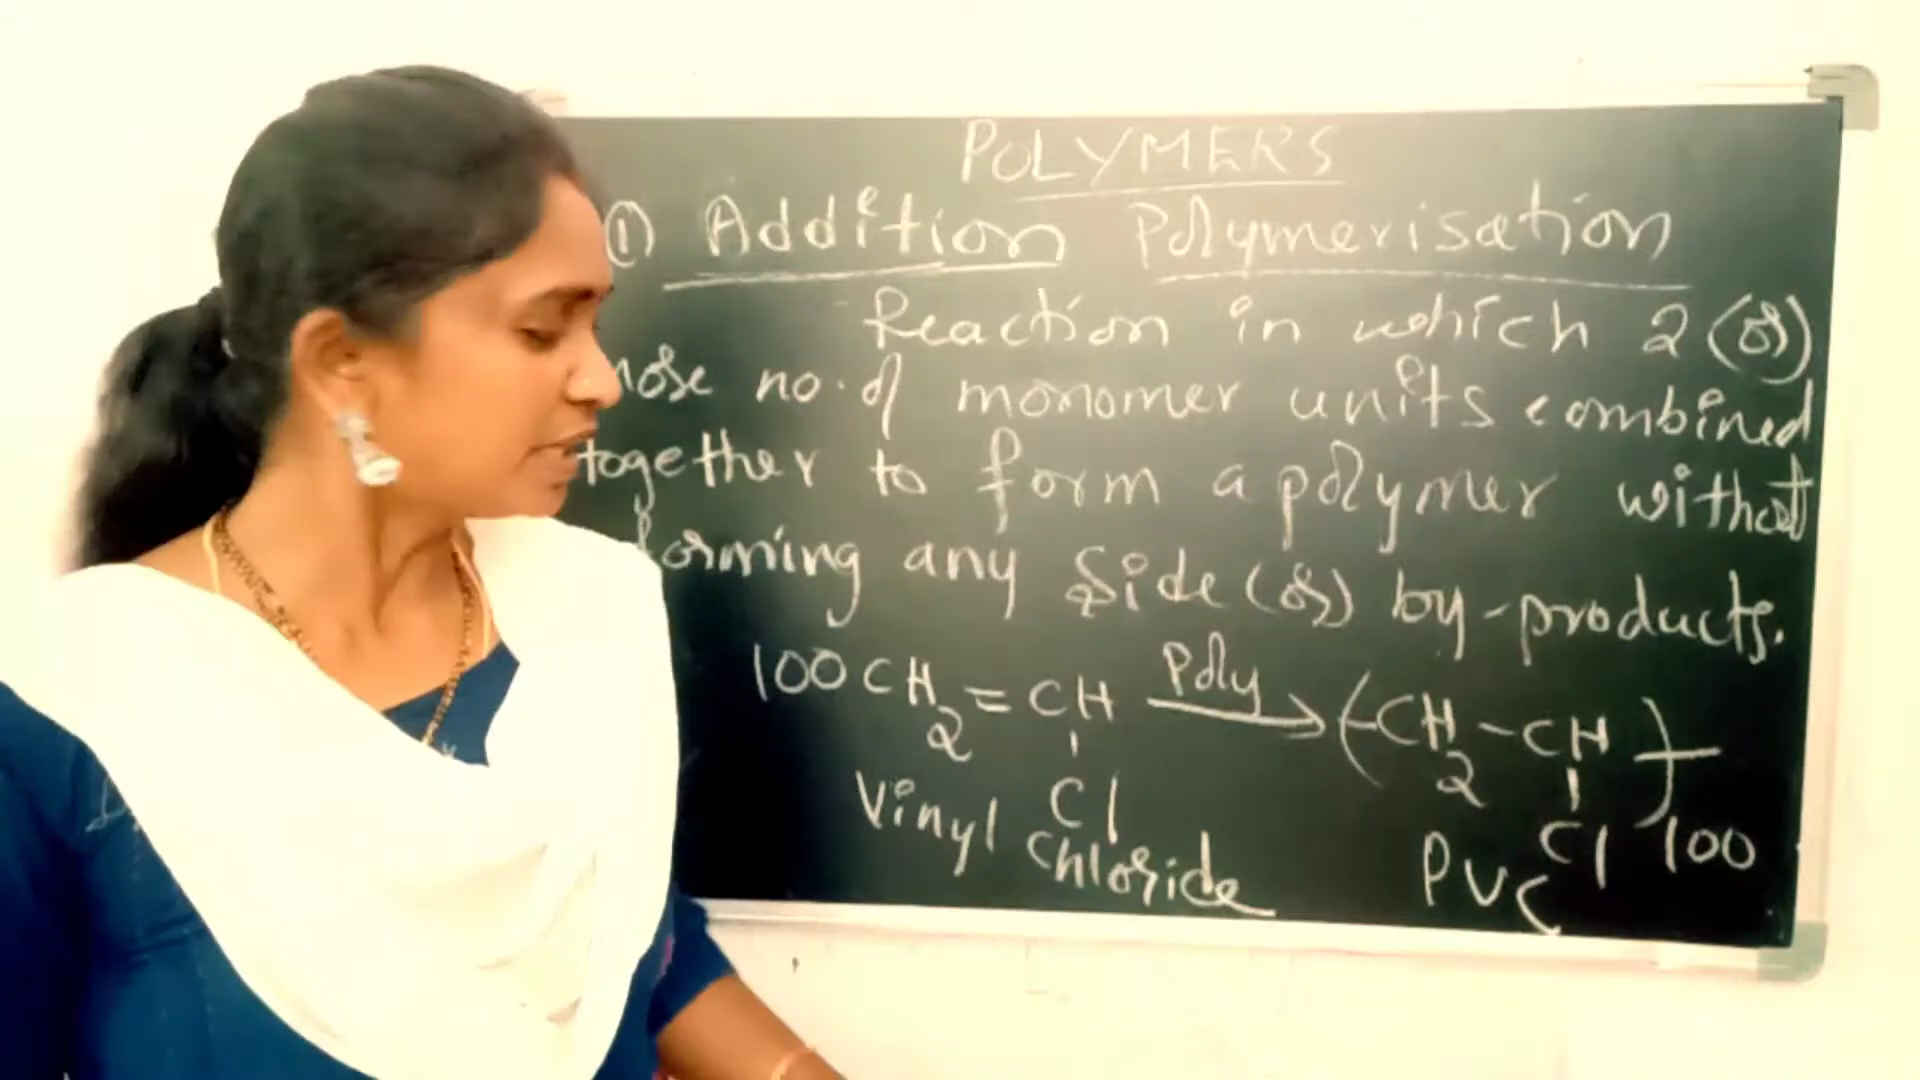 POLYMERS
① Addition Polymerisation
Reaction in which 2 (or)
more no. of monomer units combined
together to form a polymer without
forming any side (or) by-products.
100 CH2 = CH Poly → (-CH2 - CH -)100
Cl Cl
Vinyl Chloride PVC